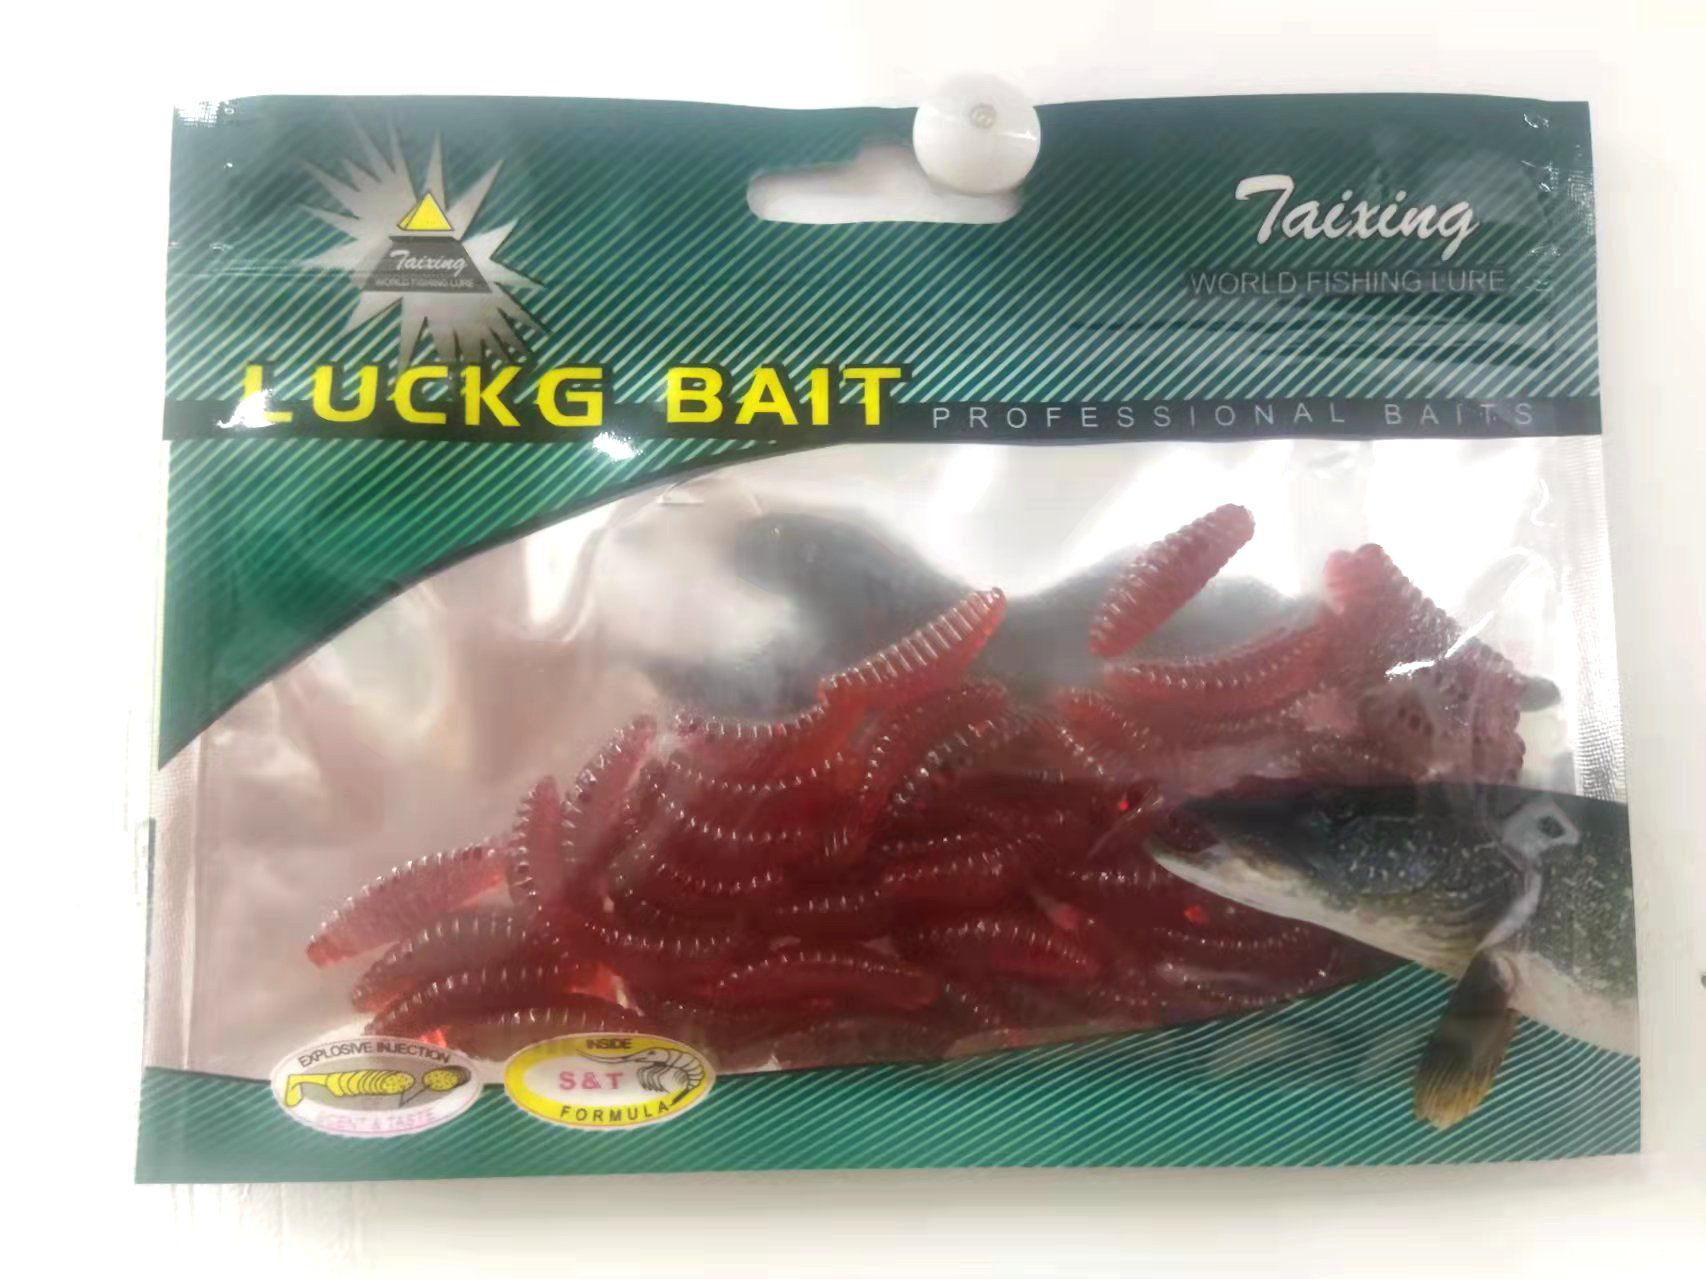 Taixing
WORLD FISHING LURE
Taixing
WORLD FISHING LURE
LUCKG BAIT
PROFESSIONAL BAITS
EXPLOSIVE INJECTION
SCENT & TASTE
INSIDE
S&T
FORMULA